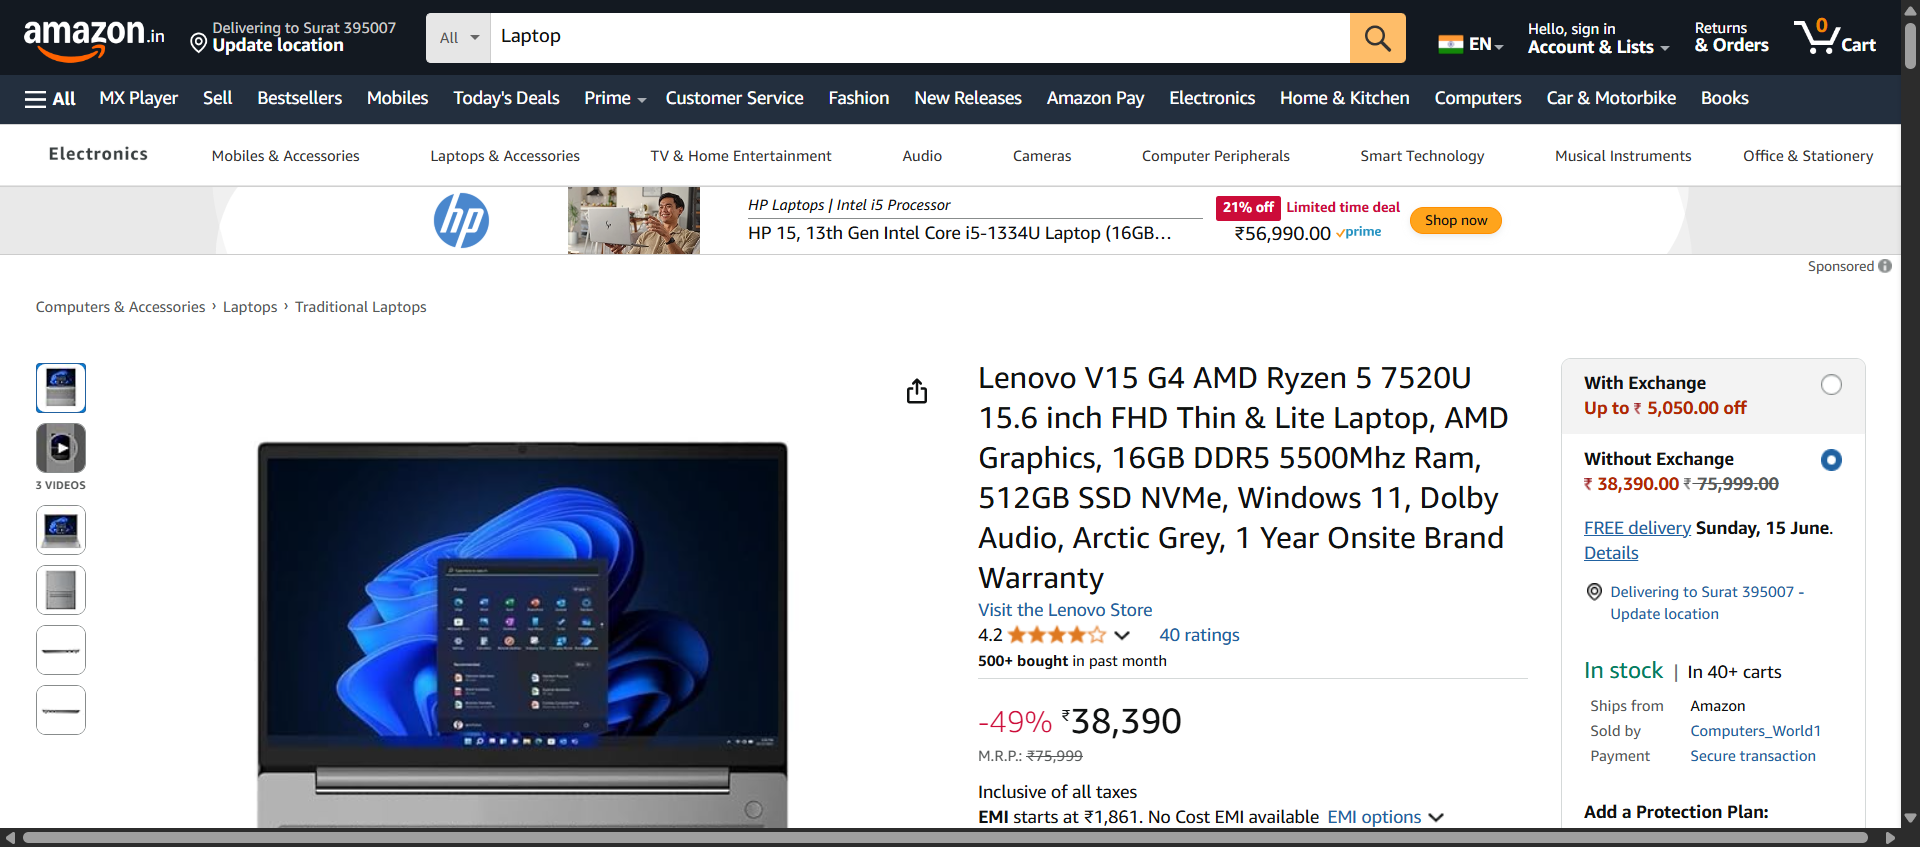 amazon.in
Delivering to Surat 395007
Update location
All
Laptop
EN
Hello, sign in
Account & Lists
Returns
& Orders
0
Cart
All
MX Player
Sell
Bestsellers
Mobiles
Today's Deals
Prime
Customer Service
Fashion
New Releases
Amazon Pay
Electronics
Home & Kitchen
Computers
Car & Motorbike
Books
Electronics
Mobiles & Accessories
Laptops & Accessories
TV & Home Entertainment
Audio
Cameras
Computer Peripherals
Smart Technology
Musical Instruments
Office & Stationery
hp
HP Laptops | Intel i5 Processor
HP 15, 13th Gen Intel Core i5-1334U Laptop (16GB...
21% off Limited time deal
₹56,990.00 prime
Shop now
Sponsored
Computers & Accessories › Laptops › Traditional Laptops
3 VIDEOS
Lenovo V15 G4 AMD Ryzen 5 7520U
15.6 inch FHD Thin & Lite Laptop, AMD
Graphics, 16GB DDR5 5500Mhz Ram,
512GB SSD NVMe, Windows 11, Dolby
Audio, Arctic Grey, 1 Year Onsite Brand
Warranty
Visit the Lenovo Store
4.2 40 ratings
500+ bought in past month
-49% ₹38,390
M.R.P.: ₹75,999
Inclusive of all taxes
EMI starts at ₹1,861. No Cost EMI available EMI options
With Exchange
Up to ₹ 5,050.00 off
Without Exchange
₹ 38,390.00 ₹ 75,999.00
FREE delivery Sunday, 15 June.
Details
Delivering to Surat 395007 -
Update location
In stock | In 40+ carts
Ships from Amazon
Sold by Computers_World1
Payment Secure transaction
Add a Protection Plan: